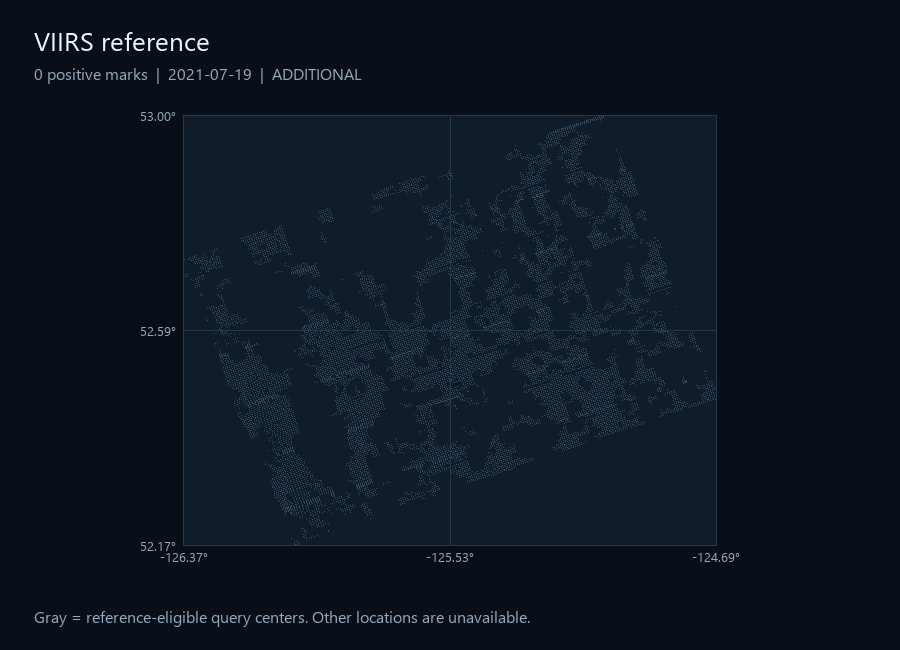 VIIRS reference
0 positive marks | 2021-07-19 | ADDITIONAL
53.00°
52.59°
52.17°
-126.37°
-125.53°
-124.69°
Gray = reference-eligible query centers. Other locations are unavailable.